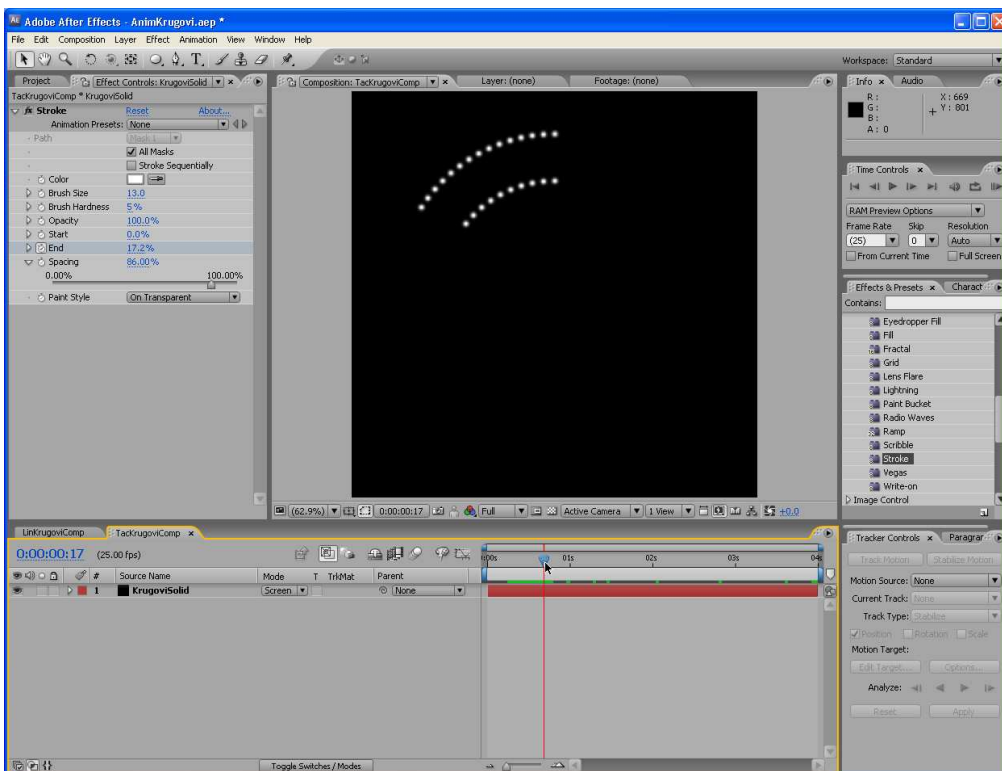 Adobe After Effects - AnimKrugovi.aep *
File Edit Composition Layer Effect Animation View Window Help
Workspace: Standard
Project Effect Controls: KrugoviSolid
TacKrugoviComp * KrugoviSolid
Stroke Reset About...
Animation Presets: None
Path Mask 1
All Masks
Stroke Sequentially
Color
Brush Size 13.0
Brush Hardness 5 %
Opacity 100.0 %
Start 0.0%
End 17.2%
Spacing 86.00%
0.00% 100.00%
Paint Style On Transparent
Composition: TacKrugoviComp Layer: (none) Footage: (none)
(62.9%) 0:00:00:17 Full Active Camera 1 View +0.0
Info Audio
R : X : 669
G : Y : 801
B :
A : 0
Time Controls
RAM Preview Options
Frame Rate Skip Resolution
(25) 0 Auto
From Current Time Full Screen
Effects & Presets Charact
Contains:
Eyedropper Fill
Fill
Fractal
Grid
Lens Flare
Lightning
Paint Bucket
Radio Waves
Ramp
Scribble
Stroke
Vegas
Write-on
Image Control
LinKrugoviComp TacKrugoviComp
0:00:00:17 (25.00 fps)
01s 02s 03s
# Source Name Mode T TrkMat Parent
1 KrugoviSolid Screen None
Toggle Switches / Modes
Tracker Controls Paragrar
Track Motion Stabilize Motion
Motion Source: None
Current Track: None
Track Type: Stabilize
Position Rotation Scale
Motion Target:
Edit Target... Options...
Analyze:
Reset Apply